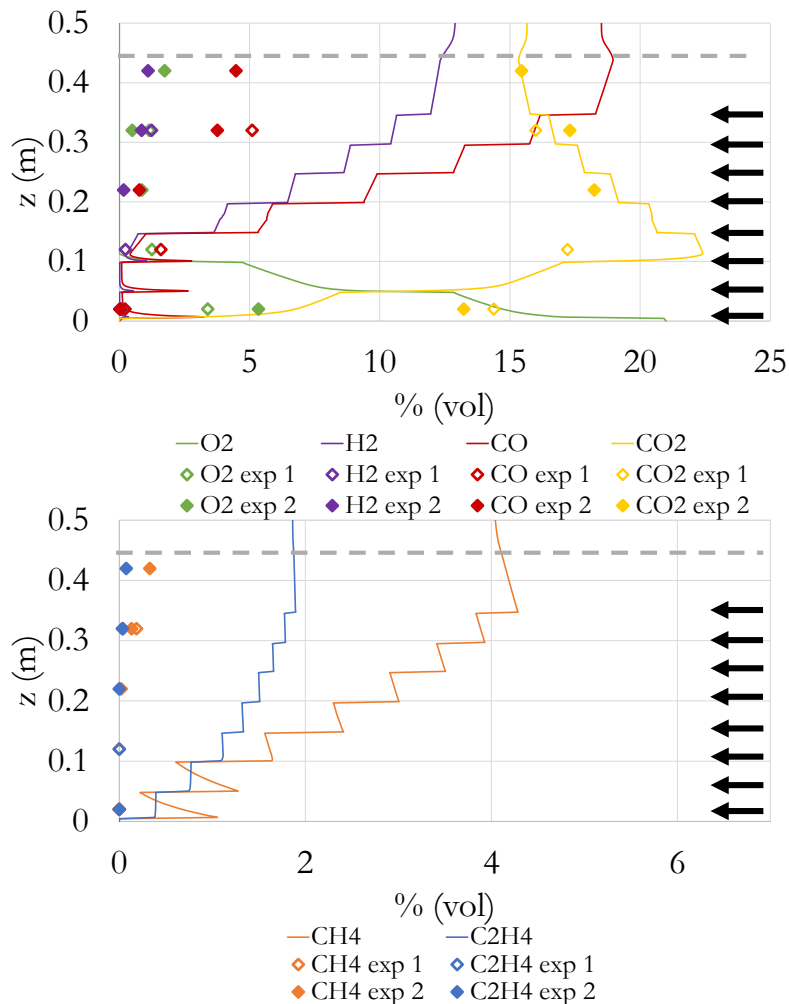 0.5
0.4
0.3
0.2
0.1
0
z (m)
0 5 10 15 20 25
% (vol)
O2 H2 CO CO2
O2 exp 1 H2 exp 1 CO exp 1 CO2 exp 1
O2 exp 2 H2 exp 2 CO exp 2 CO2 exp 2
0.5
0.4
0.3
0.2
0.1
0
z (m)
0 2 4 6
% (vol)
CH4 C2H4
CH4 exp 1 C2H4 exp 1
CH4 exp 2 C2H4 exp 2